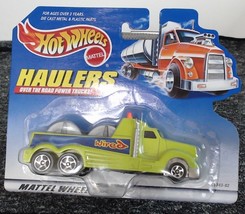 FOR AGES OVER 3 YEARS.
DIE CAST METAL & PLASTIC PARTS.
Hot Wheels
HAULERS
OVER THE ROAD POWER TRUCKS!
Wired
MATTEL WHEELS